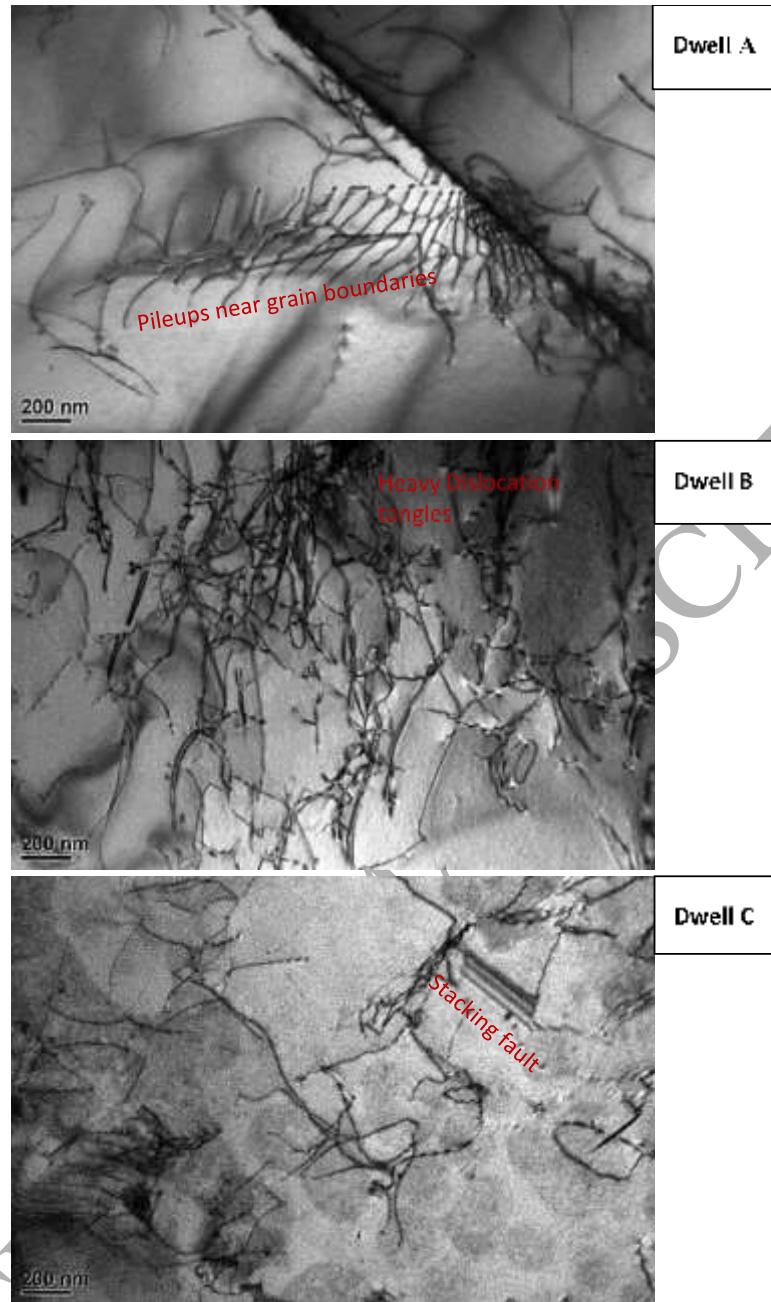 Dwell A
Pileups near grain boundaries
200 nm
Dwell B
Heavy Dislocation
tangles
200 nm
Dwell C
Stacking fault
200 nm